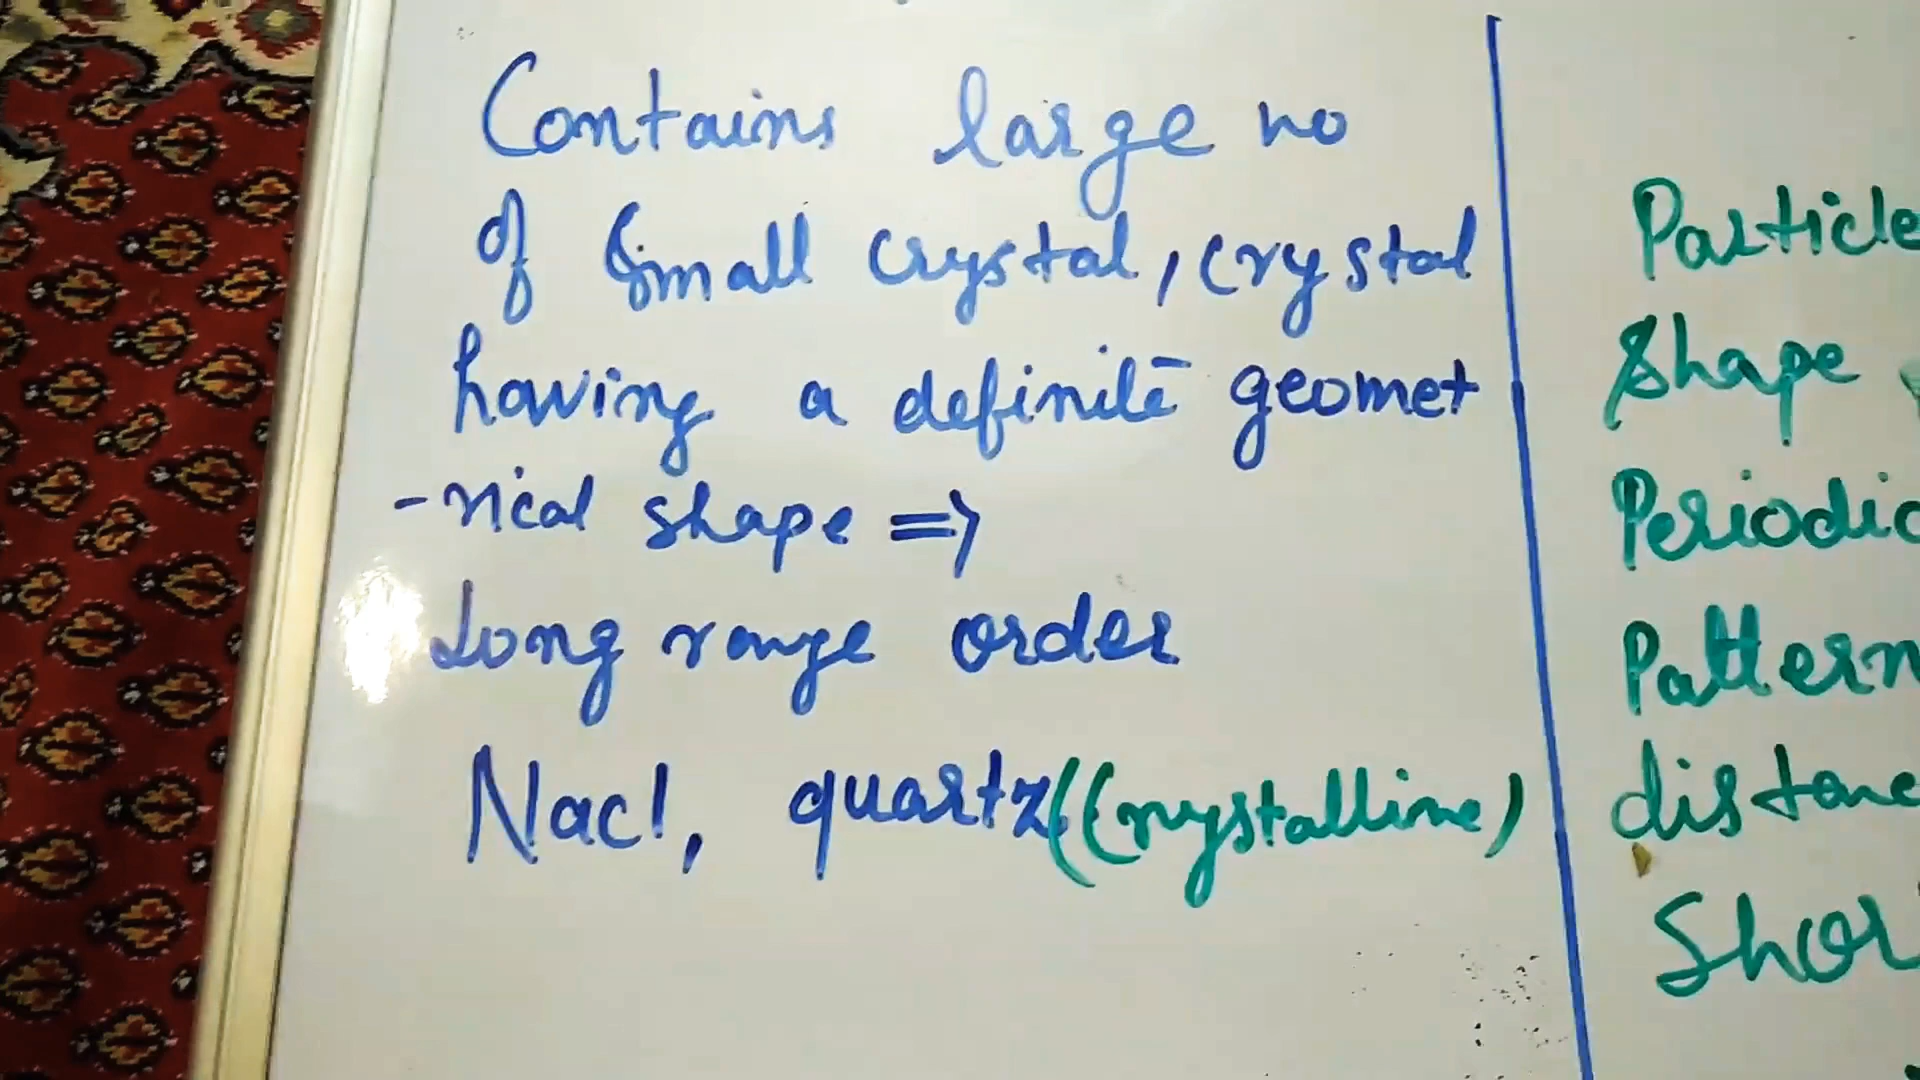 Contains large no
of Small crystal, crystal
having a definite geomet
-rical shape =>
Long range order
Nacl, quartz (Crystalline)
Particle
Shape
Periodic
Pattern
distance
Shor